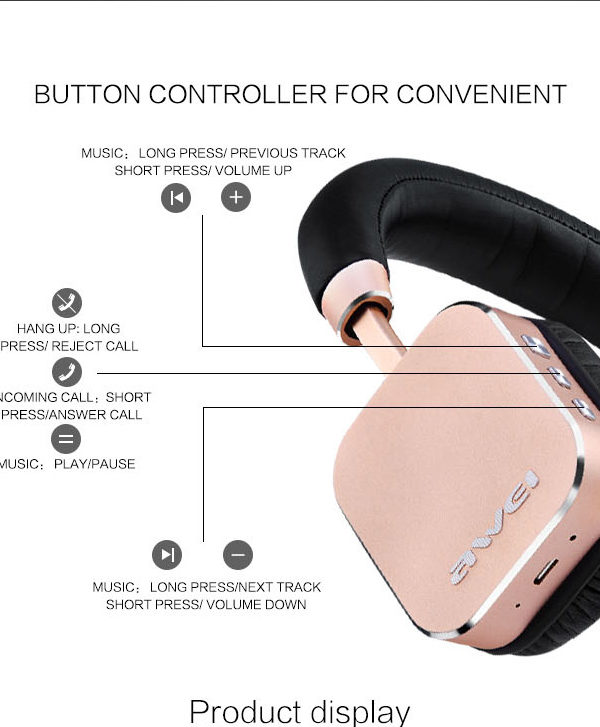 BUTTON CONTROLLER FOR CONVENIENT
MUSIC： LONG PRESS/ PREVIOUS TRACK
SHORT PRESS/ VOLUME UP
HANG UP: LONG
PRESS/ REJECT CALL
NCOMING CALL； SHORT
PRESS/ANSWER CALL
MUSIC： PLAY/PAUSE
awei
MUSIC： LONG PRESS/NEXT TRACK
SHORT PRESS/ VOLUME DOWN
Product display